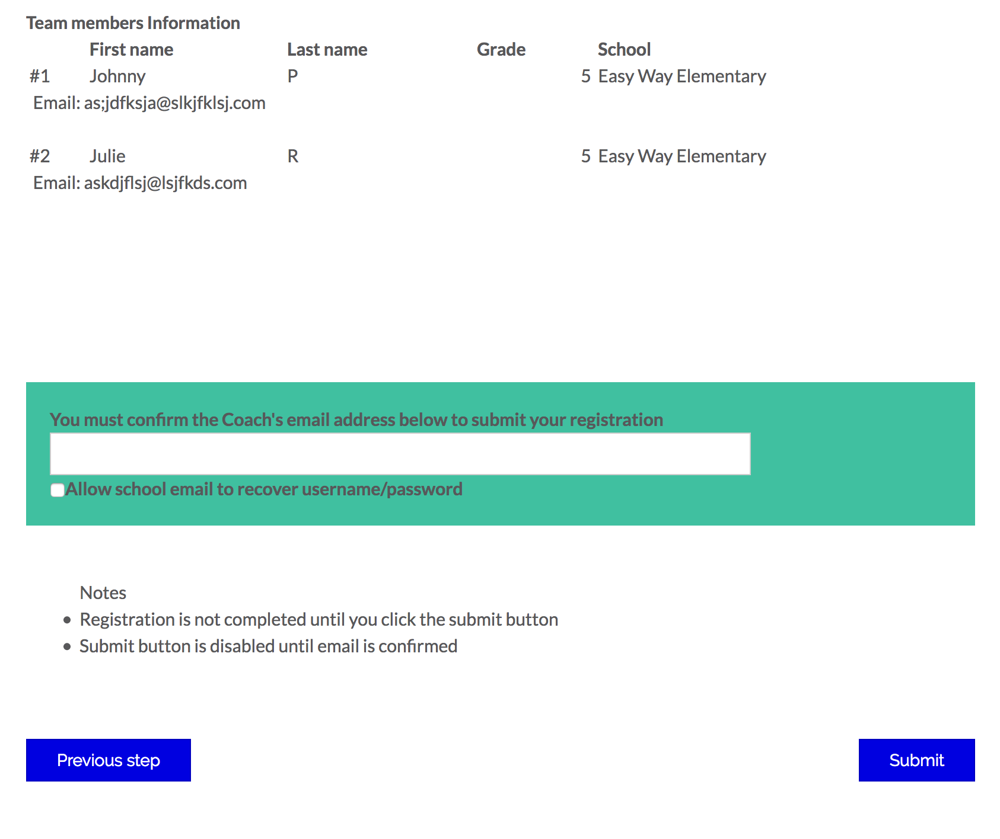 Team members Information
First name Last name Grade School
#1 Johnny P 5 Easy Way Elementary
Email: as;jdfksja@slkjfklsj.com
#2 Julie R 5 Easy Way Elementary
Email: askdjflsj@lsjfkds.com
You must confirm the Coach's email address below to submit your registration
Allow school email to recover username/password
Notes
• Registration is not completed until you click the submit button
• Submit button is disabled until email is confirmed
Previous step Submit